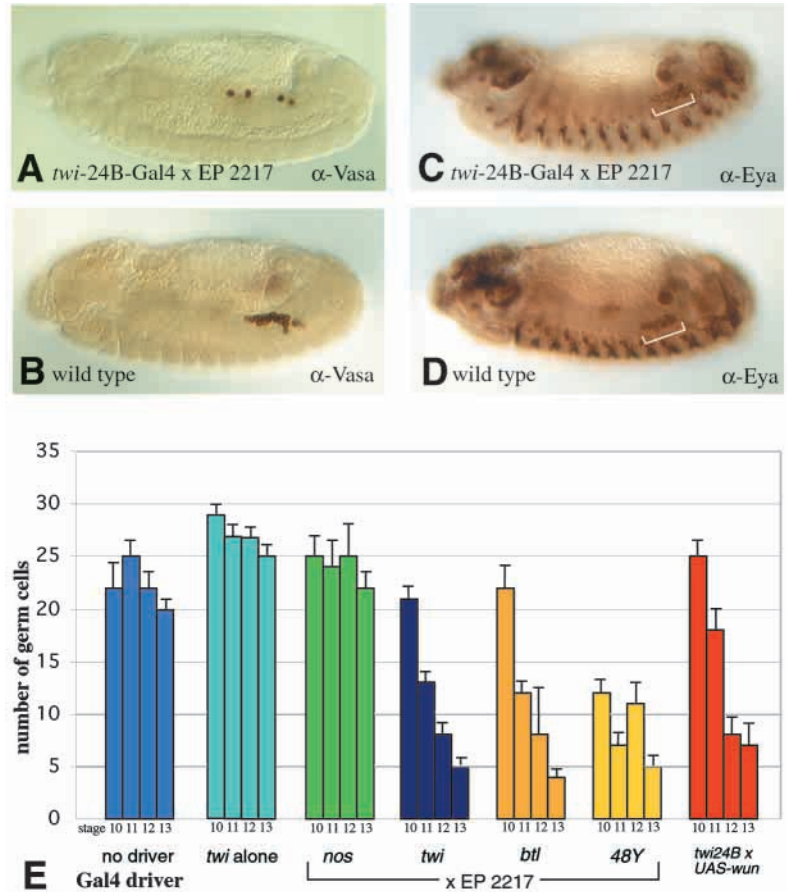 A twi-24B-Gal4 x EP 2217 α-Vasa
C twi-24B-Gal4 x EP 2217 α-Eya
B wild type α-Vasa
D wild type α-Eya
number of germ cells
35
30
25
20
15
10
5
0
stage 10 11 12 13 10 11 12 13 10 11 12 13 10 11 12 13 10 11 12 13 10 11 12 13 10 11 12 13
no driver twi alone nos twi btl 48Y twi24B x
UAS-wun
E Gal4 driver x EP 2217